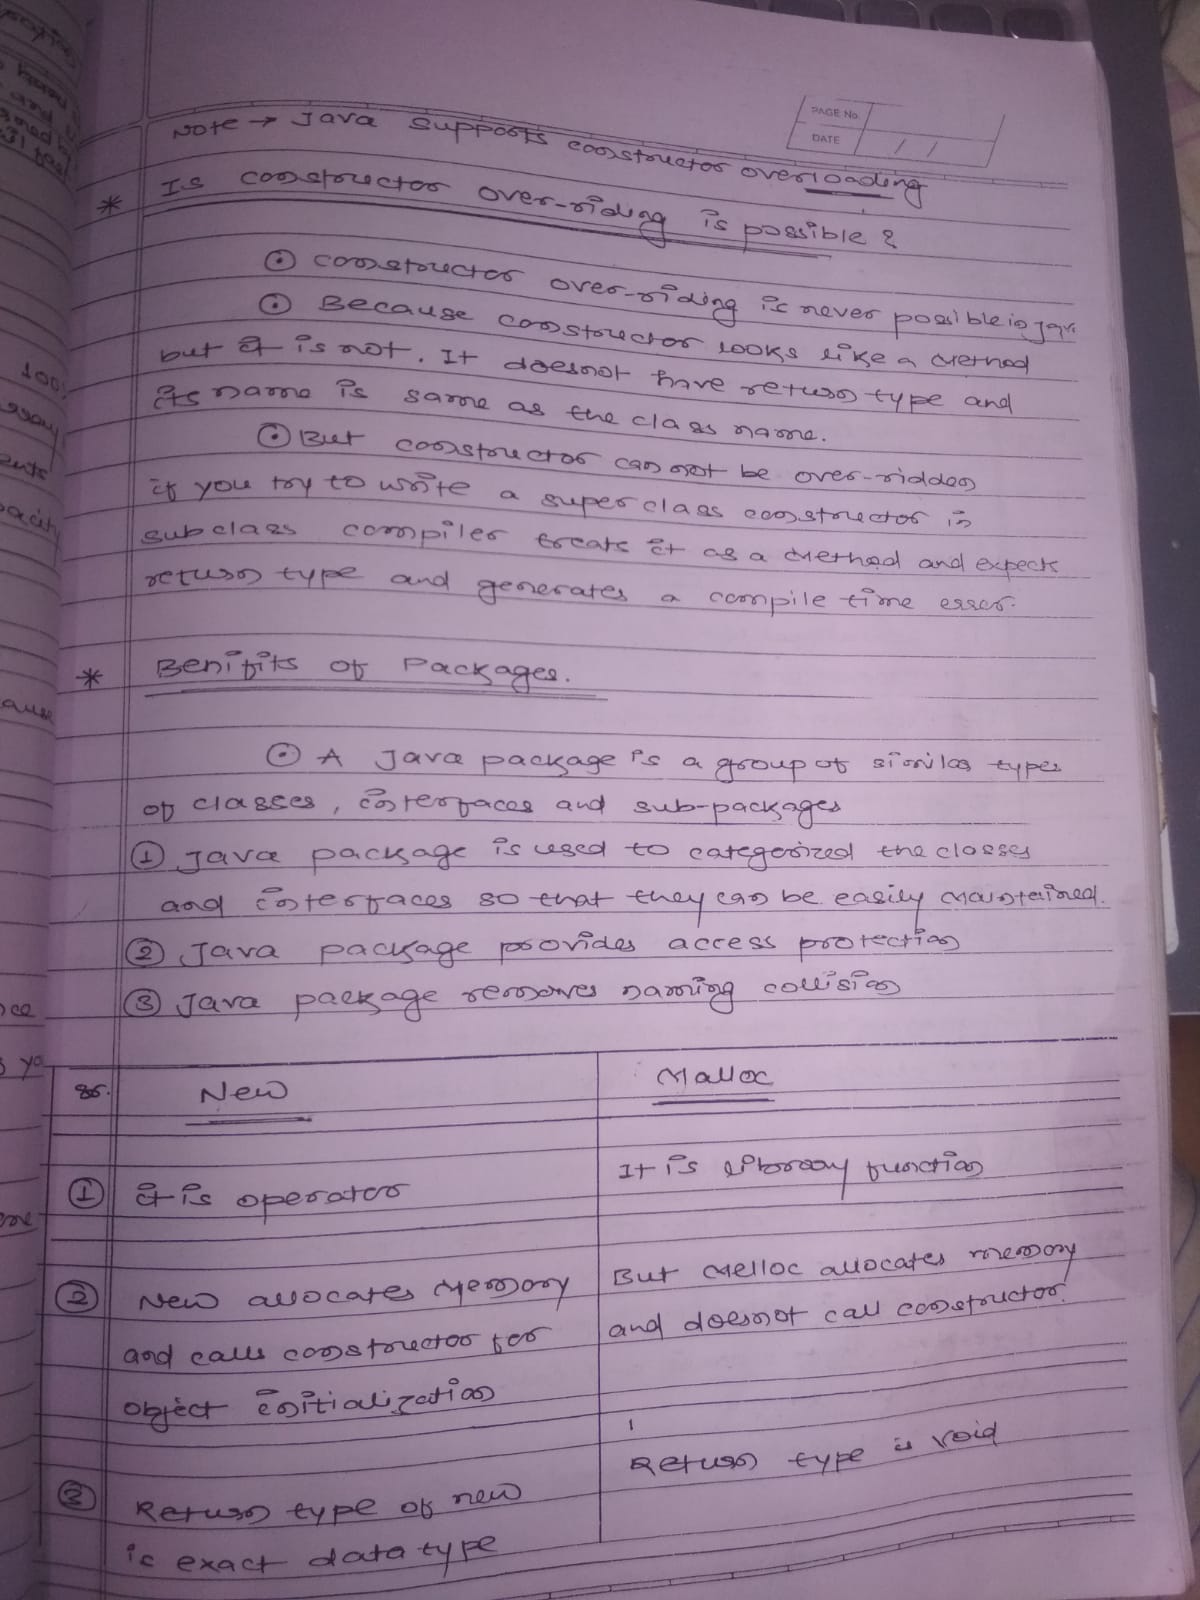 PAGE No.
DATE / /
Note → Java supports constructor overloading
* Is constructor over-riding is possible?
⊙ constructor over-riding is never possible in java
⊙ Because constructor looks like a method
but it is not. It doesnot have return type and
its name is same as the class name.
⊙ But constructor can not be over-ridden
if you try to write a super class constructor in
subclass compiler treats it as a method and expects
return type and generates a compile time error.
* Benifits of Packages.
⊙ A Java package is a group of similar types
of classes, interfaces and sub-packages
① Java package is used to categorized the classes
and interfaces so that they can be easily maintained.
② Java package provides access protection
③ Java package removes naming collision
Sr. New Malloc
① it is operator It is library function
② New allocates memory But melloc allocates memory
and calls constructor for and doesnot call constructor.
object initialization
③ Return type of new Return type is void
is exact data type